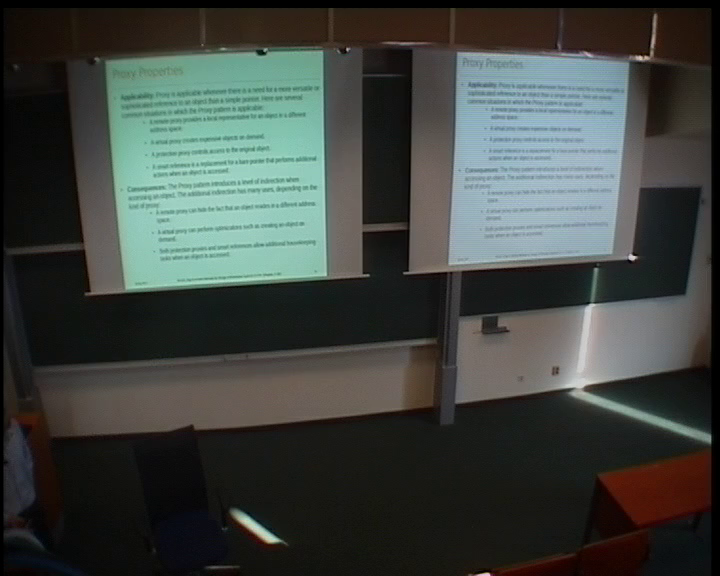 Proxy Properties
Applicability: Proxy is applicable whenever there is a need for a more versatile or
sophisticated reference to an object than a simple pointer. Here are several
common situations in which the Proxy pattern is applicable:
A remote proxy provides a local representative for an object in a different
address space.
A virtual proxy creates expensive objects on demand.
A protection proxy controls access to the original object.
A smart reference is a replacement for a bare pointer that performs additional
actions when an object is accessed.
Consequences: The Proxy pattern introduces a level of indirection when
accessing an object. The additional indirection has many uses, depending on the
kind of proxy:
A remote proxy can hide the fact that an object resides in a different address
space.
A virtual proxy can perform optimizations such as creating an object on
demand.
Both protection proxies and smart references allow additional housekeeping
tasks when an object is accessed.
Proxy Properties
Applicability: Proxy is applicable whenever there is a need for a more versatile or
sophisticated reference to an object than a simple pointer. Here are several
common situations in which the Proxy pattern is applicable:
A remote proxy provides a local representative for an object in a different
address space.
A virtual proxy creates expensive objects on demand.
A protection proxy controls access to the original object.
A smart reference is a replacement for a bare pointer that performs additional
actions when an object is accessed.
Consequences: The Proxy pattern introduces a level of indirection when
accessing an object. The additional indirection has many uses, depending on the
kind of proxy:
A remote proxy can hide the fact that an object resides in a different address
space.
A virtual proxy can perform optimizations such as creating an object on
demand.
Both protection proxies and smart references allow additional housekeeping
tasks when an object is accessed.